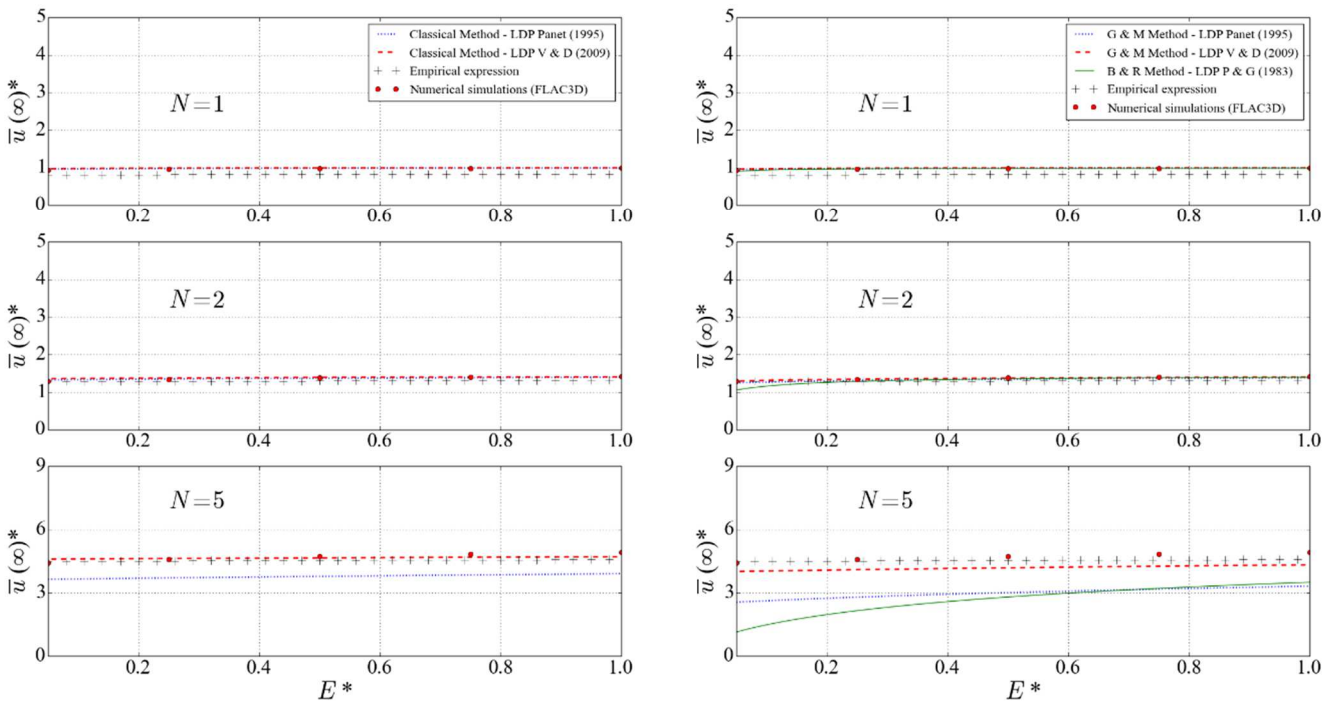 5
4
3
2
1
0
ū(∞)*
N=1
Classical Method - LDP Panet (1995)
Classical Method - LDP V & D (2009)
Empirical expression
Numerical simulations (FLAC3D)
0.2 0.4 0.6 0.8 1.0
5
4
3
2
1
0
ū(∞)*
N=2
0.2 0.4 0.6 0.8 1.0
9
6
3
0
ū(∞)*
N=5
0.2 0.4 0.6 0.8 1.0
E*
5
4
3
2
1
0
ū(∞)*
N=1
G & M Method - LDP Panet (1995)
G & M Method - LDP V & D (2009)
B & R Method - LDP P & G (1983)
Empirical expression
Numerical simulations (FLAC3D)
0.2 0.4 0.6 0.8 1.0
5
4
3
2
1
0
ū(∞)*
N=2
0.2 0.4 0.6 0.8 1.0
9
6
3
0
ū(∞)*
N=5
0.2 0.4 0.6 0.8 1.0
E*